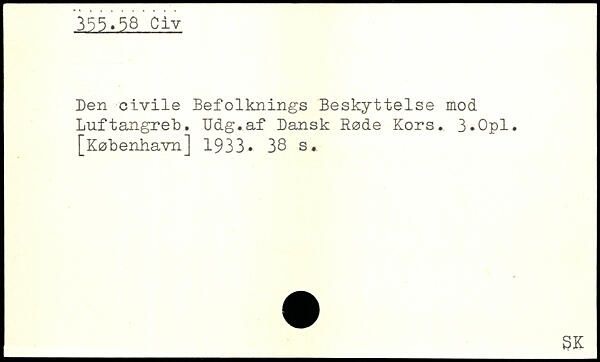 355.58 Civ
Den civile Befolknings Beskyttelse mod
Luftangreb. Udg.af Dansk Røde Kors. 3.Opl.
[København] 1933. 38 s.
SK